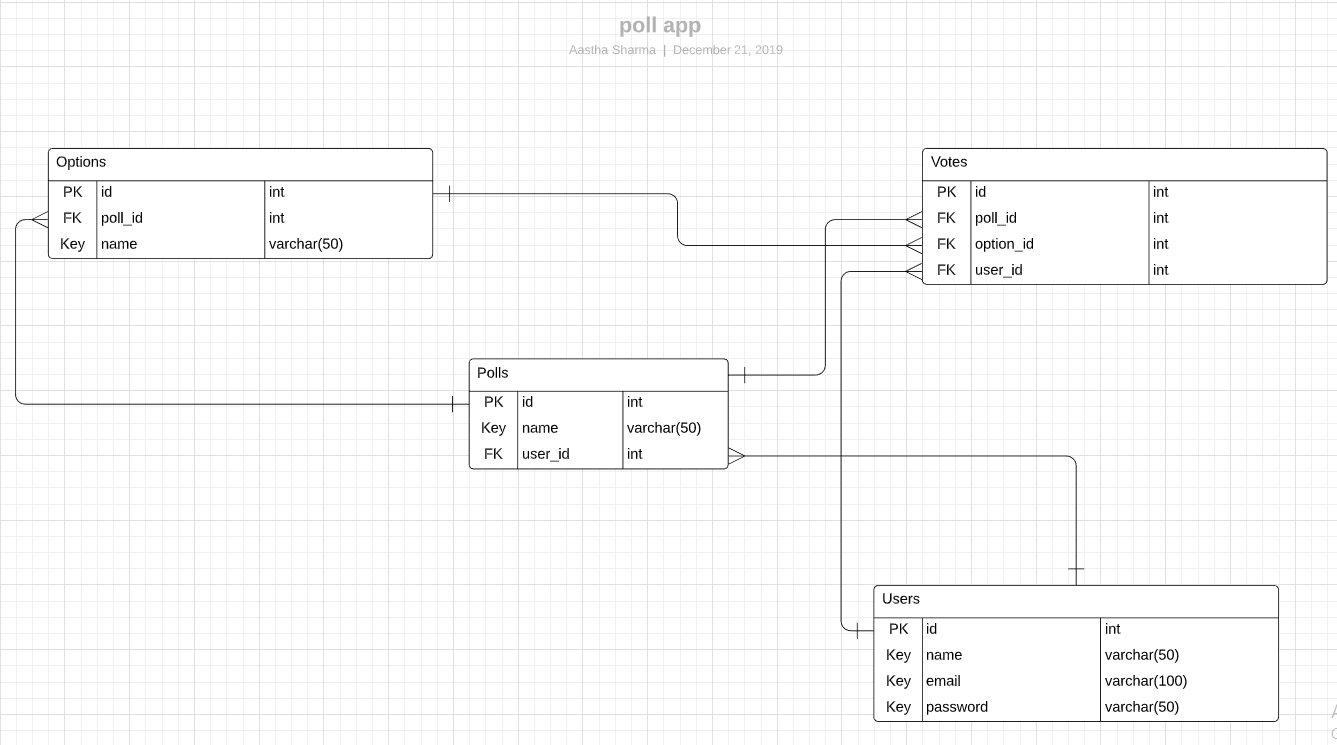 poll app
Aastha Sharma | December 21, 2019
Options
PK id int
FK poll_id int
Key name varchar(50)
Votes
PK id int
FK poll_id int
FK option_id int
FK user_id int
Polls
PK id int
Key name varchar(50)
FK user_id int
Users
PK id int
Key name varchar(50)
Key email varchar(100)
Key password varchar(50)